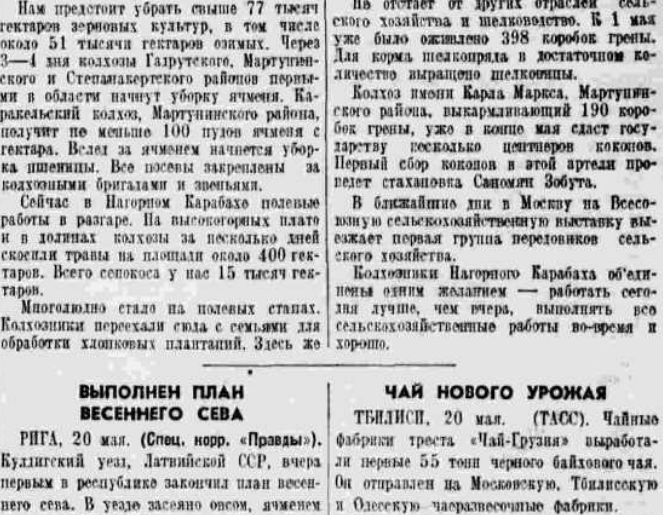 Нам предстоит убрать свыше 77 тысяч
гектаров зерновых культур, в том числе
около 51 тысячи гектаров озимых. Через
3—4 дня колхозы Гадрутского, Мартунин-
ского и Степанакертского районов первы-
ми в области начнут уборку ячменя. Ка-
ракельский колхоз, Мартунинского района,
получит не меньше 100 пудов ячменя с
гектара. Вслед за ячменем начнется убор-
ка пшеницы. Все посевы закреплены за
колхозными бригадами и звеньями.
Сейчас в Нагорном Карабахе полевые
работы в разгаре. На высокогорных плато
и в долинах колхозы за несколько дней
скосили травы на площади около 400 гек-
таров. Всего сенокоса у нас 15 тысяч гек-
таров.
Многолюдно стало на полевых станах.
Колхозники переехали сюда с семьями для
обработки хлопковых плантаций. Здесь же
Не отстает от других отраслей сель-
ского хозяйства и шелководство. К 1 мая
уже было оживлено 398 коробок грены.
Для корма шелкопряда в достаточном ко-
личестве выращено шелковицы.
Колхоз имени Карла Маркса, Мартунин-
ского района, выкармливающий 190 коро-
бок грены, уже в конце мая сдаст госу-
дарству несколько центнеров коконов.
Первый сбор коконов в этой артели про-
ведет стахановка Саномян Зобута.
В ближайшие дни в Москву на Всесо-
юзную сельскохозяйственную выставку вы-
езжает первая группа передовиков сель-
ского хозяйства.
Колхозники Нагорного Карабаха об'еди-
нены одним желанием — работать сего-
дня лучше, чем вчера, выполнять все
сельскохозяйственные работы во-время и
хорошо.
ВЫПОЛНЕН ПЛАН
ВЕСЕННЕГО СЕВА
РИГА, 20 мая. (Спец. корр. «Правды»).
Кулдигский уезд, Латвийской ССР, вчера
первым в республике закончил план весен-
него сева. В уезде засеяно овсом, ячменем
ЧАЙ НОВОГО УРОЖАЯ
ТБИЛИСИ, 20 мая. (ТАСС). Чайные
фабрики треста «Чай-Грузия» выработа-
ли первые 55 тонн черного байхового чая.
Он отправлен на Московскую, Тбилисскую
и Одесскую чаеразвесочные фабрики.